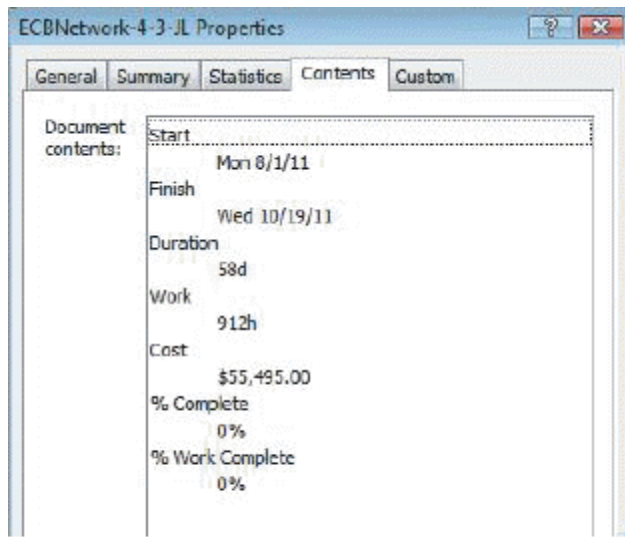 ECBNetwork-4-3-JL Properties
General Summary Statistics Contents Custom
Document contents:
Start
Mon 8/1/11
Finish
Wed 10/19/11
Duration
58d
Work
912h
Cost
$55,495.00
% Complete
0%
% Work Complete
0%